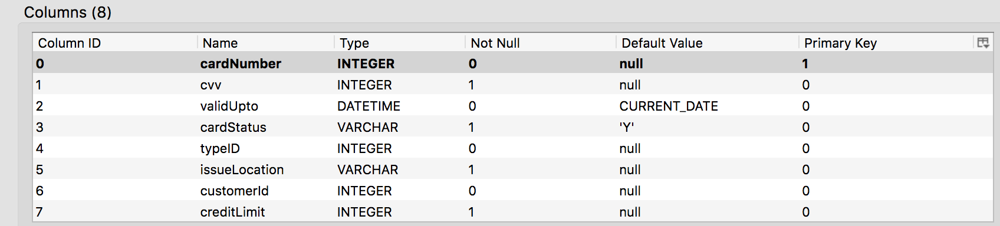 Columns (8)
Column ID Name Type Not Null Default Value Primary Key
0 cardNumber INTEGER 0 null 1
1 cvv INTEGER 1 null 0
2 validUpto DATETIME 0 CURRENT_DATE 0
3 cardStatus VARCHAR 1 'Y' 0
4 typeID INTEGER 0 null 0
5 issueLocation VARCHAR 1 null 0
6 customerId INTEGER 0 null 0
7 creditLimit INTEGER 1 null 0